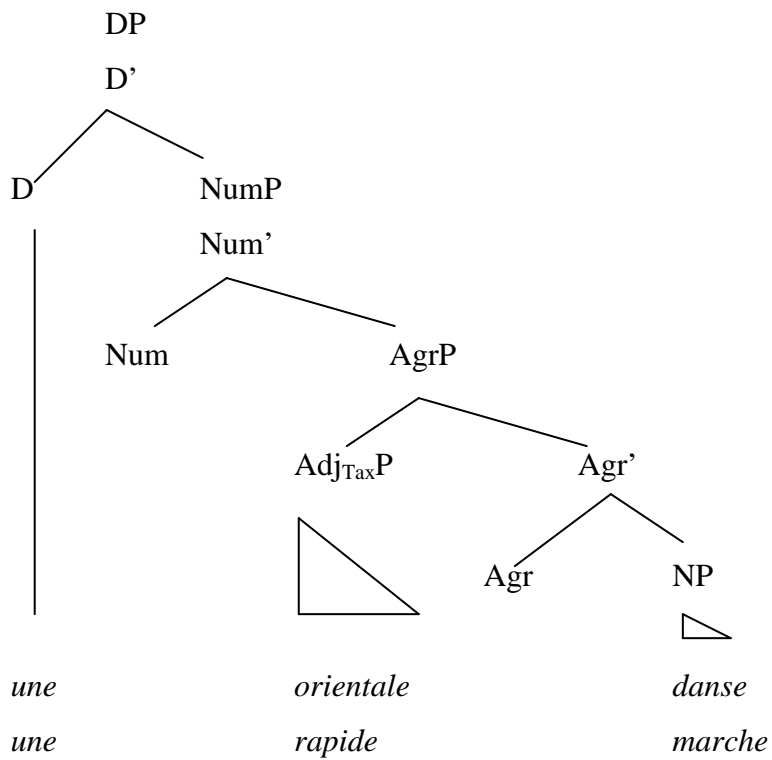 DP
D’
D NumP
Num’
Num AgrP
AdjTaxP Agr’
Agr NP
une orientale danse
une rapide marche